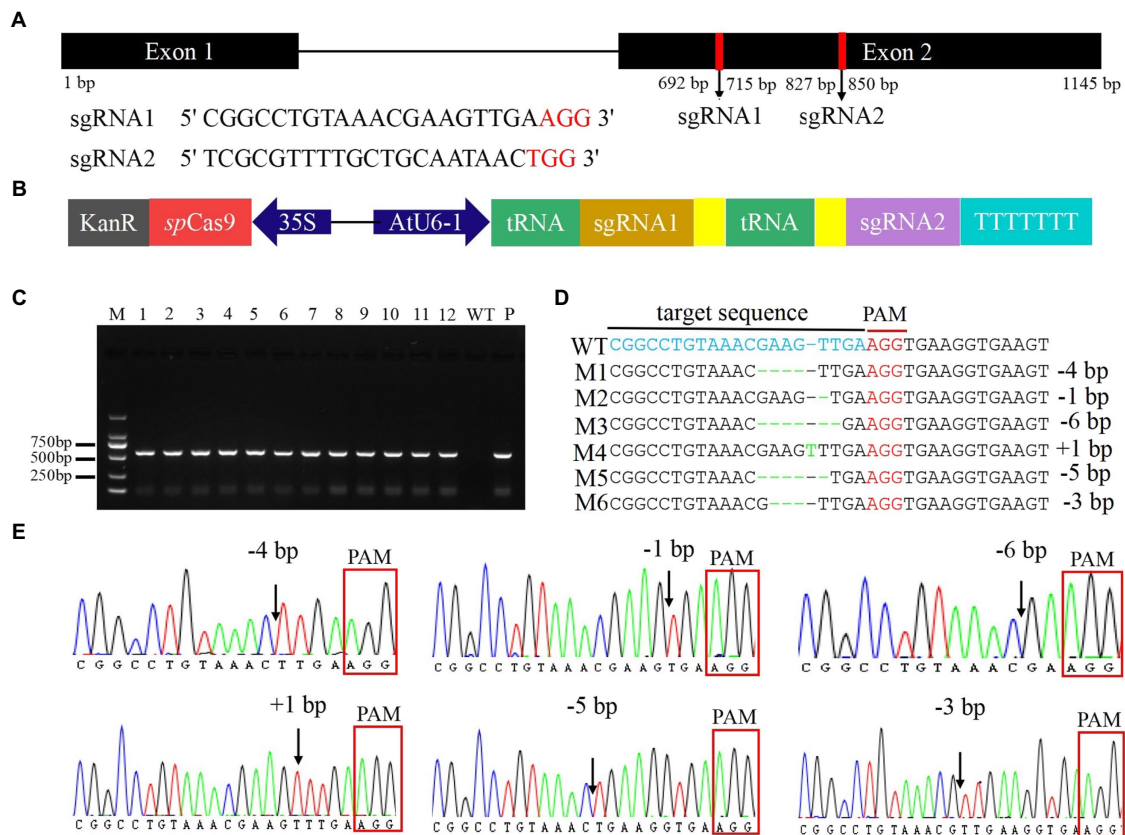 A
Exon 1
Exon 2
1 bp
692 bp
715 bp
827 bp
850 bp
1145 bp
sgRNA1
sgRNA2
sgRNA1 5' CGGCCTGTAAACGAAGTTGAAGG 3'
sgRNA2 5' TCGCGTTTTGCTGCAATAACTGG 3'
B
KanR
spCas9
35S
AtU6-1
tRNA
sgRNA1
tRNA
sgRNA2
TTTTTTT
C
M 1 2 3 4 5 6 7 8 9 10 11 12 WT P
750bp
500bp
250bp
D
target sequence
PAM
WT CGGCCTGTAAACGAAG-TTGAAGGTGAAGGTGAAGT
M1 CGGCCTGTAAAC-----TTGAAGGTGAAGGTGAAGT -4 bp
M2 CGGCCTGTAAACGAAG--TGAAGGTGAAGGTGAAGT -1 bp
M3 CGGCCTGTAAAC-------GAAGGTGAAGGTGAAGT -6 bp
M4 CGGCCTGTAAACGAAGTTTGAAGGTGAAGGTGAAGT +1 bp
M5 CGGCCTGTAAAC------TGAAGGTGAAGGTGAAGT -5 bp
M6 CGGCCTGTAAACG----TTGAAGGTGAAGGTGAAGT -3 bp
E
-4 bp
PAM
CGGCCTGTAAACTTGAAGG
-1 bp
PAM
CGGCCTGTAAACGAAGTGAAGG
-6 bp
PAM
CGGCCTGTAAACGAAGG
+1 bp
PAM
CGGCCTGTAAACGAAGTTTGAAGG
-5 bp
PAM
CGGCCTGTAAACTGAAGGTGAAGG
-3 bp
PAM
CGGCCTGTAAACGTTGAAGGTGAAGGT